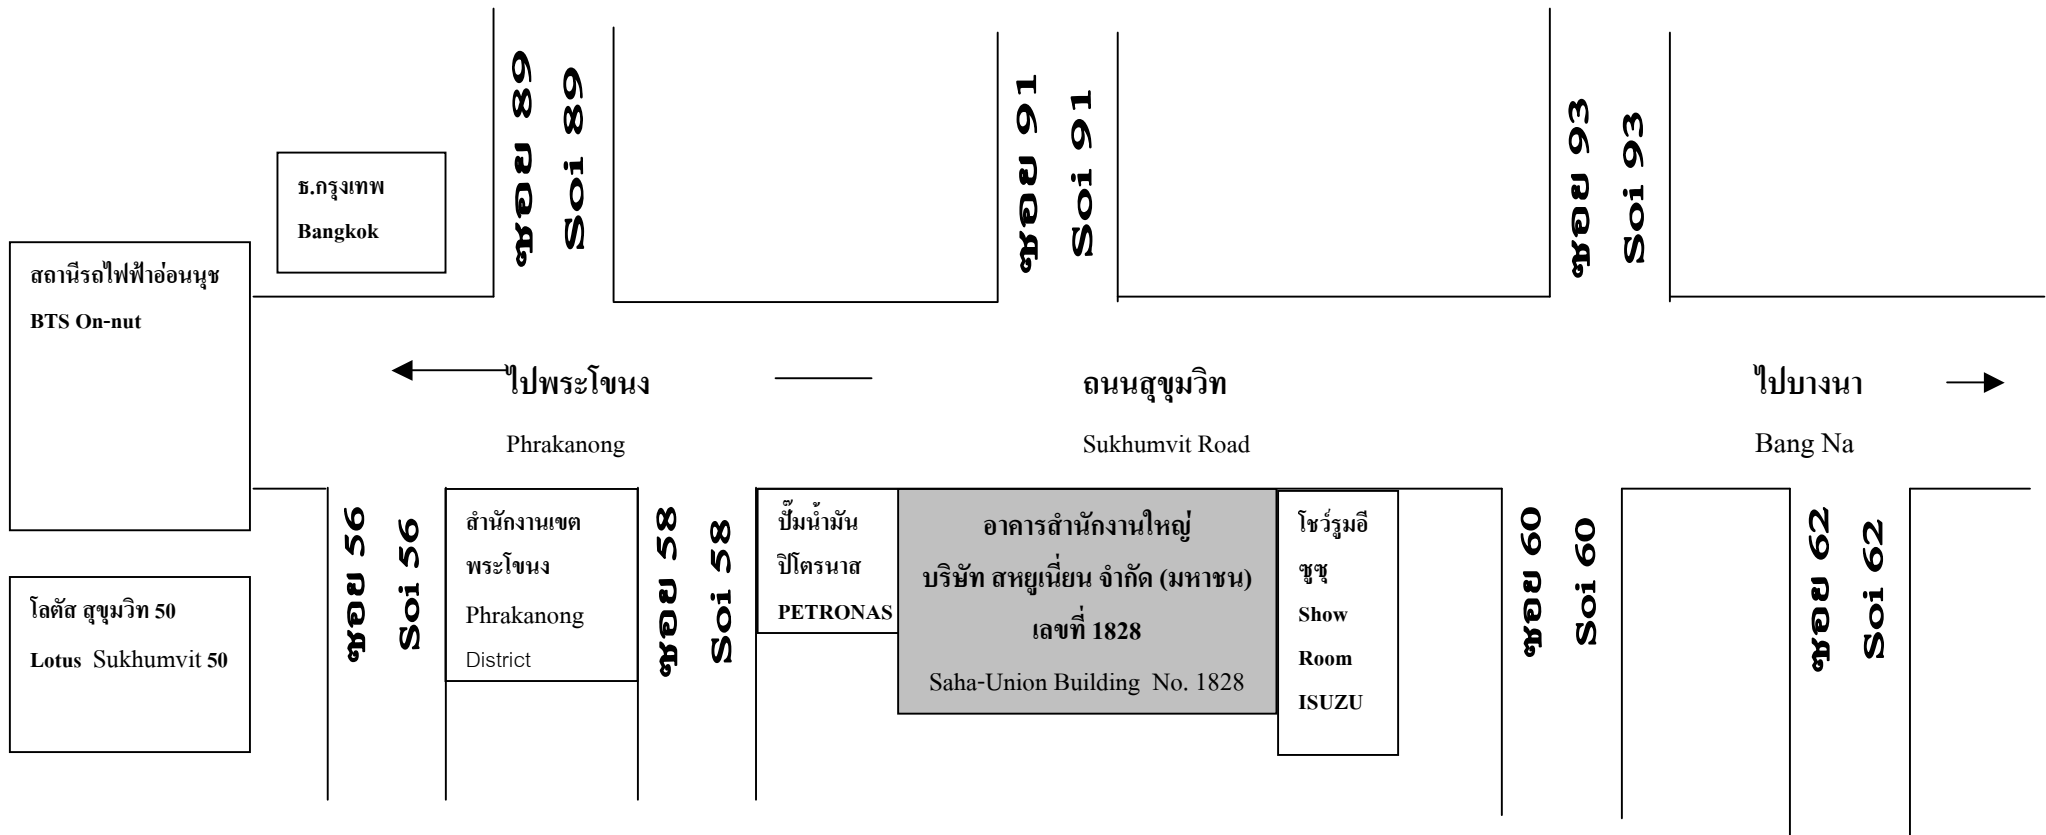 ซอย 89
Soi 89
ซอย 91
Soi 91
ซอย 93
Soi 93
ธ.กรุงเทพ
Bangkok
สถานีรถไฟฟ้าอ่อนนุช
BTS On-nut
ไปพระโขนง
Phrakanong
ถนนสุขุมวิท
Sukhumvit Road
ไปบางนา
Bang Na
โลตัส สุขุมวิท 50
Lotus Sukhumvit 50
ซอย 56
Soi 56
สำนักงานเขต
พระโขนง
Phrakanong
District
ซอย 58
Soi 58
ปั๊มน้ำมัน
ปิโตรนาส
PETRONAS
อาคารสำนักงานใหญ่
บริษัท สหยูเนี่ยน จำกัด (มหาชน)
เลขที่ 1828
Saha-Union Building No. 1828
โชว์รูมอี
ซูซุ
Show
Room
ISUZU
ซอย 60
Soi 60
ซอย 62
Soi 62